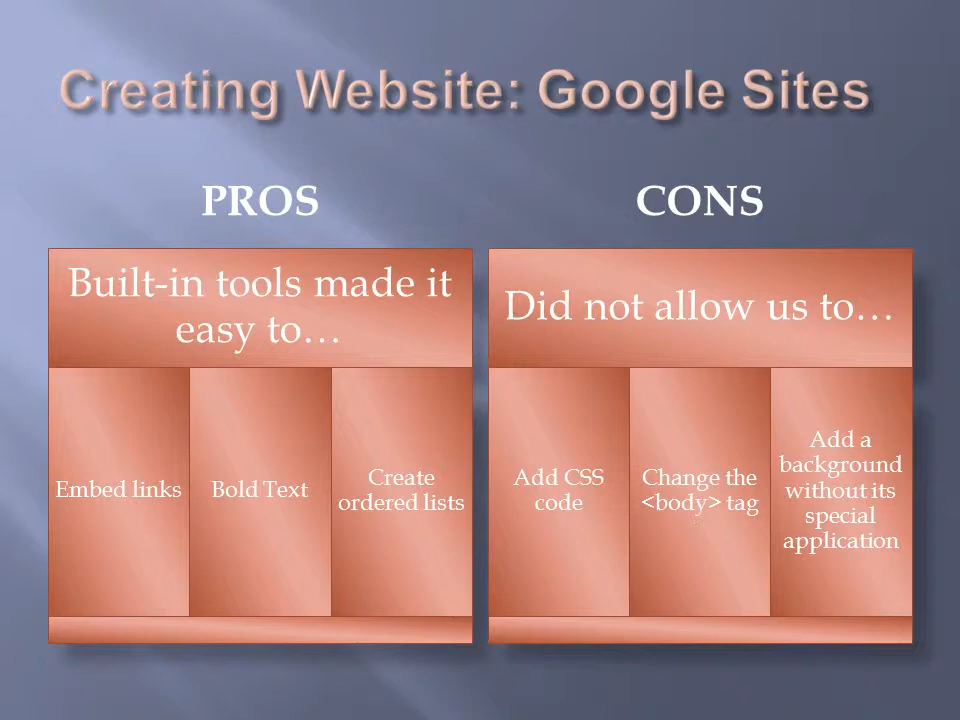 Creating Website: Google Sites
PROS
CONS
Built-in tools made it
easy to…
Did not allow us to…
Embed links
Bold Text
Create
ordered lists
Add CSS
code
Change the
<body> tag
Add a
background
without its
special
application